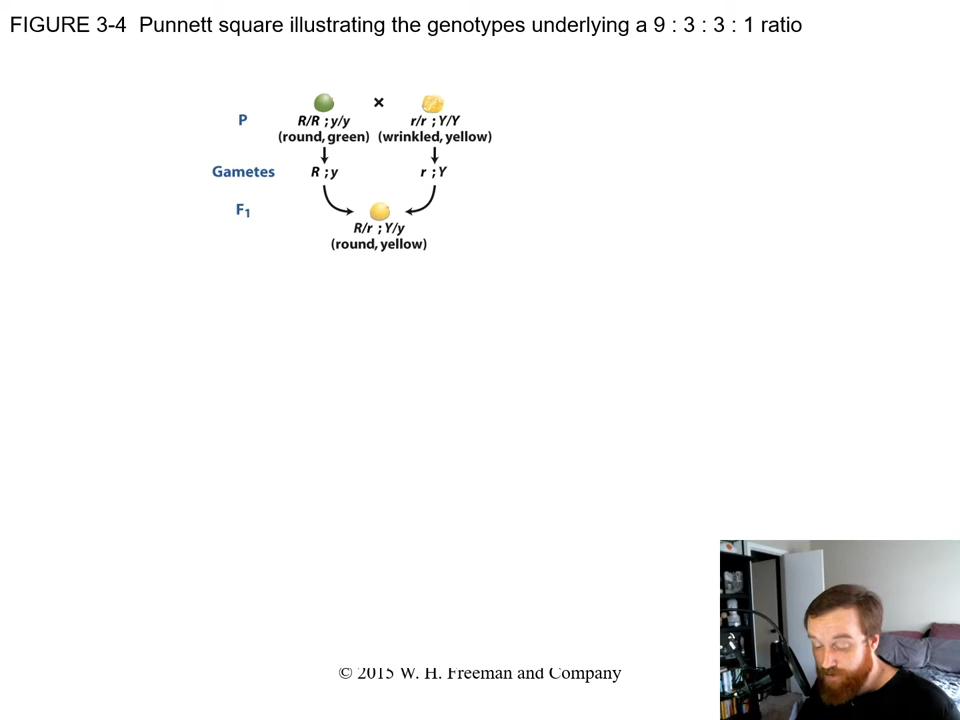 FIGURE 3-4 Punnett square illustrating the genotypes underlying a 9 : 3 : 3 : 1 ratio
×
P R/R ; y/y r/r ; Y/Y
(round, green) (wrinkled, yellow)
Gametes R ; y r ; Y
F1
R/r ; Y/y
(round, yellow)
© 2015 W. H. Freeman and Company